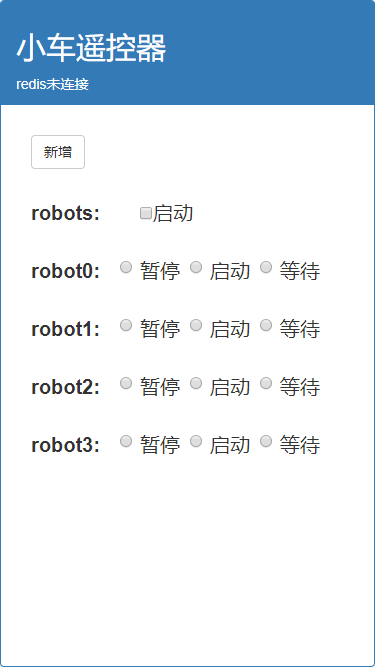 小车遥控器
redis未连接
新增
robots: 启动
robot0: 暂停 启动 等待
robot1: 暂停 启动 等待
robot2: 暂停 启动 等待
robot3: 暂停 启动 等待